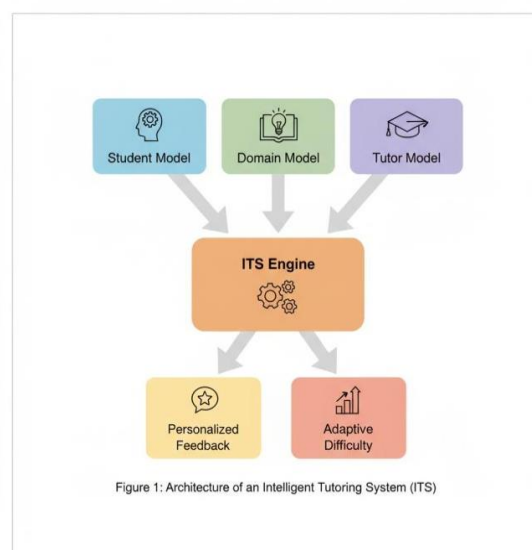 Student Model
Domain Model
Tutor Model
ITS Engine
Personalized
Feedback
Adaptive
Difficulty
Figure 1: Architecture of an Intelligent Tutoring System (ITS)